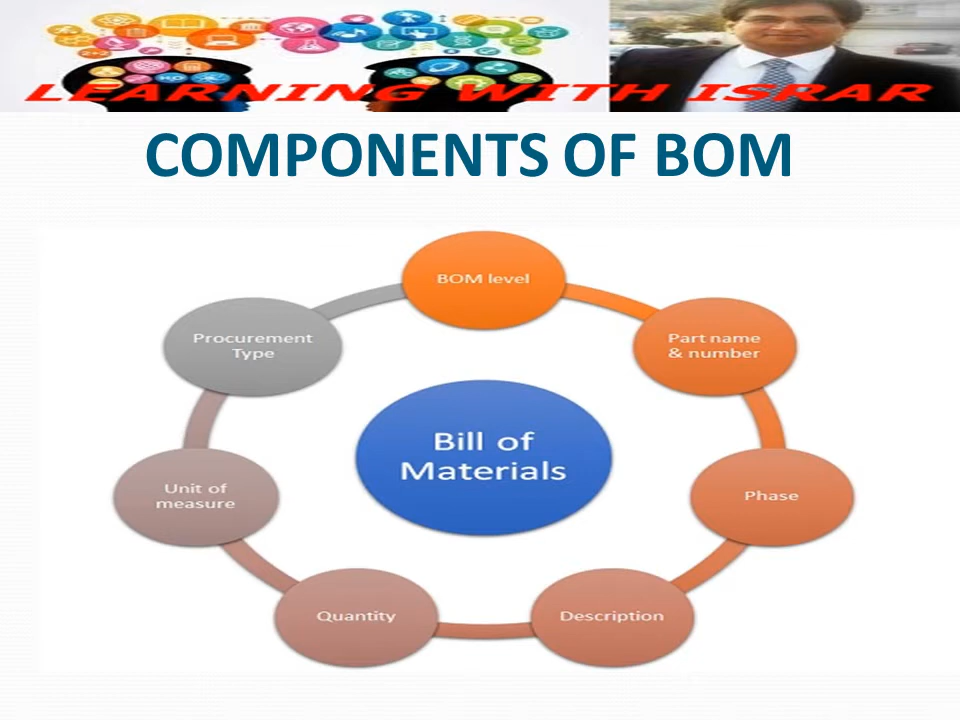 LEARNING WITH ISRAR
COMPONENTS OF BOM
BOM level
Part name
& number
Phase
Description
Quantity
Unit of
measure
Procurement
Type
Bill of
Materials